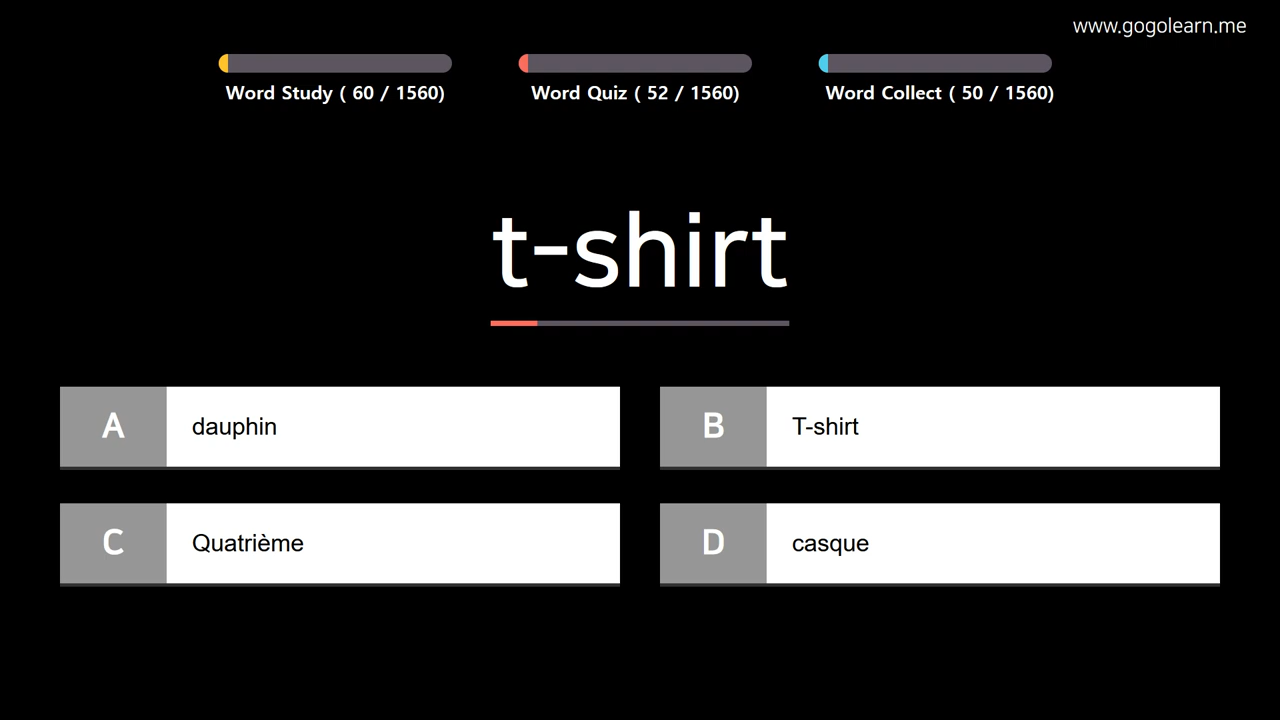 www.gogolearn.me
Word Study ( 60 / 1560)
Word Quiz ( 52 / 1560)
Word Collect ( 50 / 1560)
t-shirt
A
dauphin
B
T-shirt
C
Quatrième
D
casque